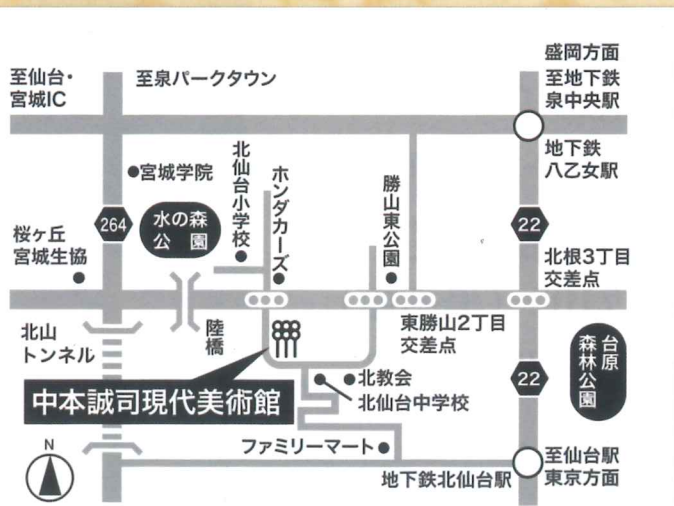 至仙台・
宮城IC
至泉パークタウン
盛岡方面
至地下鉄
泉中央駅
地下鉄
八乙女駅
宮城学院
北仙台小学校
ホンダカーズ
勝山東公園
264
水の森
公園
22
桜ヶ丘
宮城生協
北根3丁目
交差点
北山
トンネル
陸橋
東勝山2丁目
交差点
台原
森林公園
22
中本誠司現代美術館
北教会
北仙台中学校
N
ファミリーマート
地下鉄北仙台駅
至仙台駅
東京方面